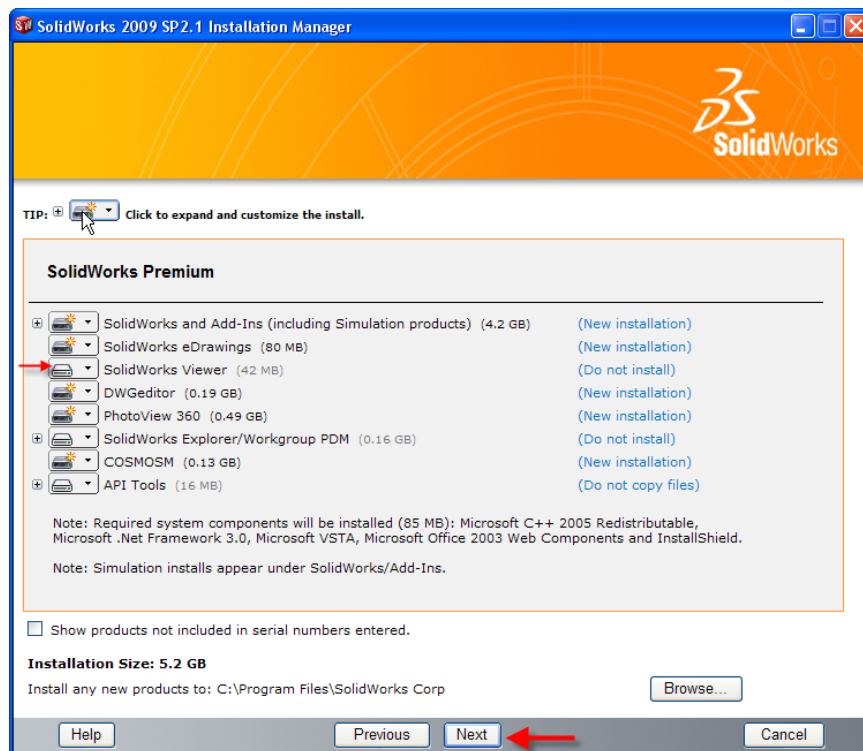 SolidWorks 2009 SP2.1 Installation Manager
SolidWorks
TIP: Click to expand and customize the install.
SolidWorks Premium
SolidWorks and Add-Ins (including Simulation products) (4.2 GB) (New installation)
SolidWorks eDrawings (80 MB) (New installation)
SolidWorks Viewer (42 MB) (Do not install)
DWGeditor (0.19 GB) (New installation)
PhotoView 360 (0.49 GB) (New installation)
SolidWorks Explorer/Workgroup PDM (0.16 GB) (Do not install)
COSMOSM (0.13 GB) (New installation)
API Tools (16 MB) (Do not copy files)
Note: Required system components will be installed (85 MB): Microsoft C++ 2005 Redistributable,
Microsoft .Net Framework 3.0, Microsoft VSTA, Microsoft Office 2003 Web Components and InstallShield.
Note: Simulation installs appear under SolidWorks/Add-Ins.
Show products not included in serial numbers entered.
Installation Size: 5.2 GB
Install any new products to: C:\Program Files\SolidWorks Corp Browse...
Help Previous Next Cancel